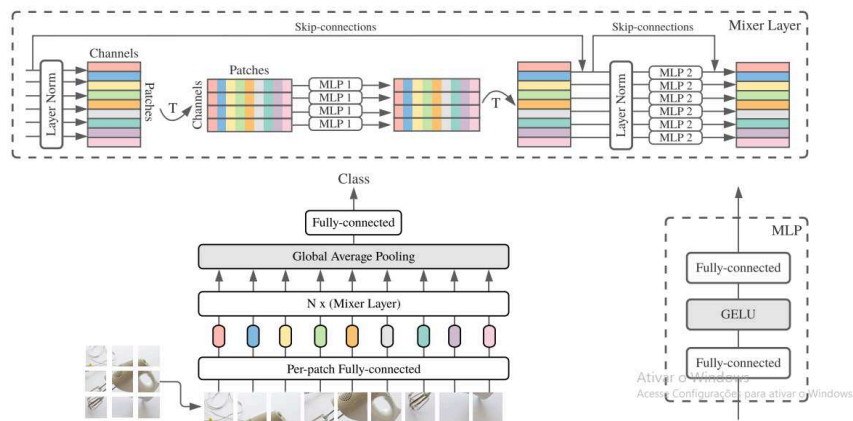 Skip-connections
Skip-connections
Mixer Layer
Channels
Layer Norm
Patches
T
Patches
Channels
MLP 1
MLP 1
MLP 1
MLP 1
T
Layer Norm
MLP 2
MLP 2
MLP 2
MLP 2
MLP 2
MLP 2
Class
Fully-connected
Global Average Pooling
N x (Mixer Layer)
Per-patch Fully-connected
MLP
Fully-connected
GELU
Fully-connected
Ativar o Windows
Acesse Configurações para ativar o Windows